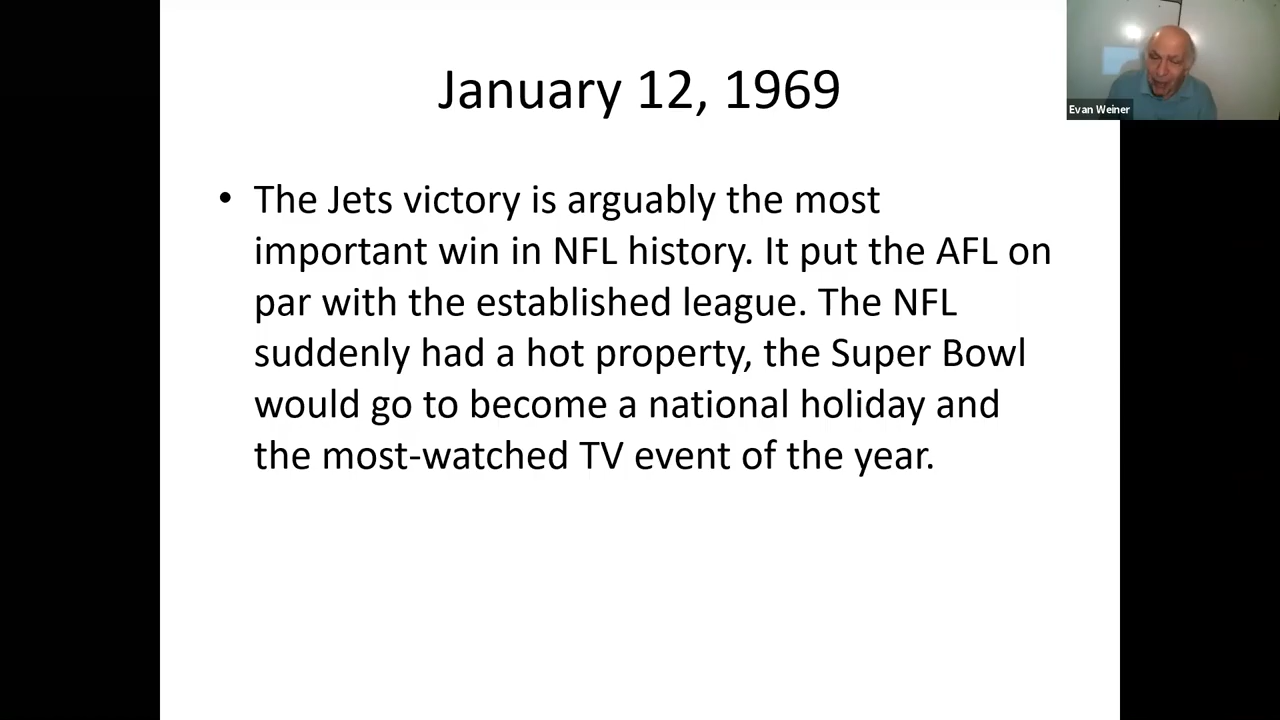 January 12, 1969
Evan Weiner
• The Jets victory is arguably the most
important win in NFL history. It put the AFL on
par with the established league. The NFL
suddenly had a hot property, the Super Bowl
would go to become a national holiday and
the most-watched TV event of the year.